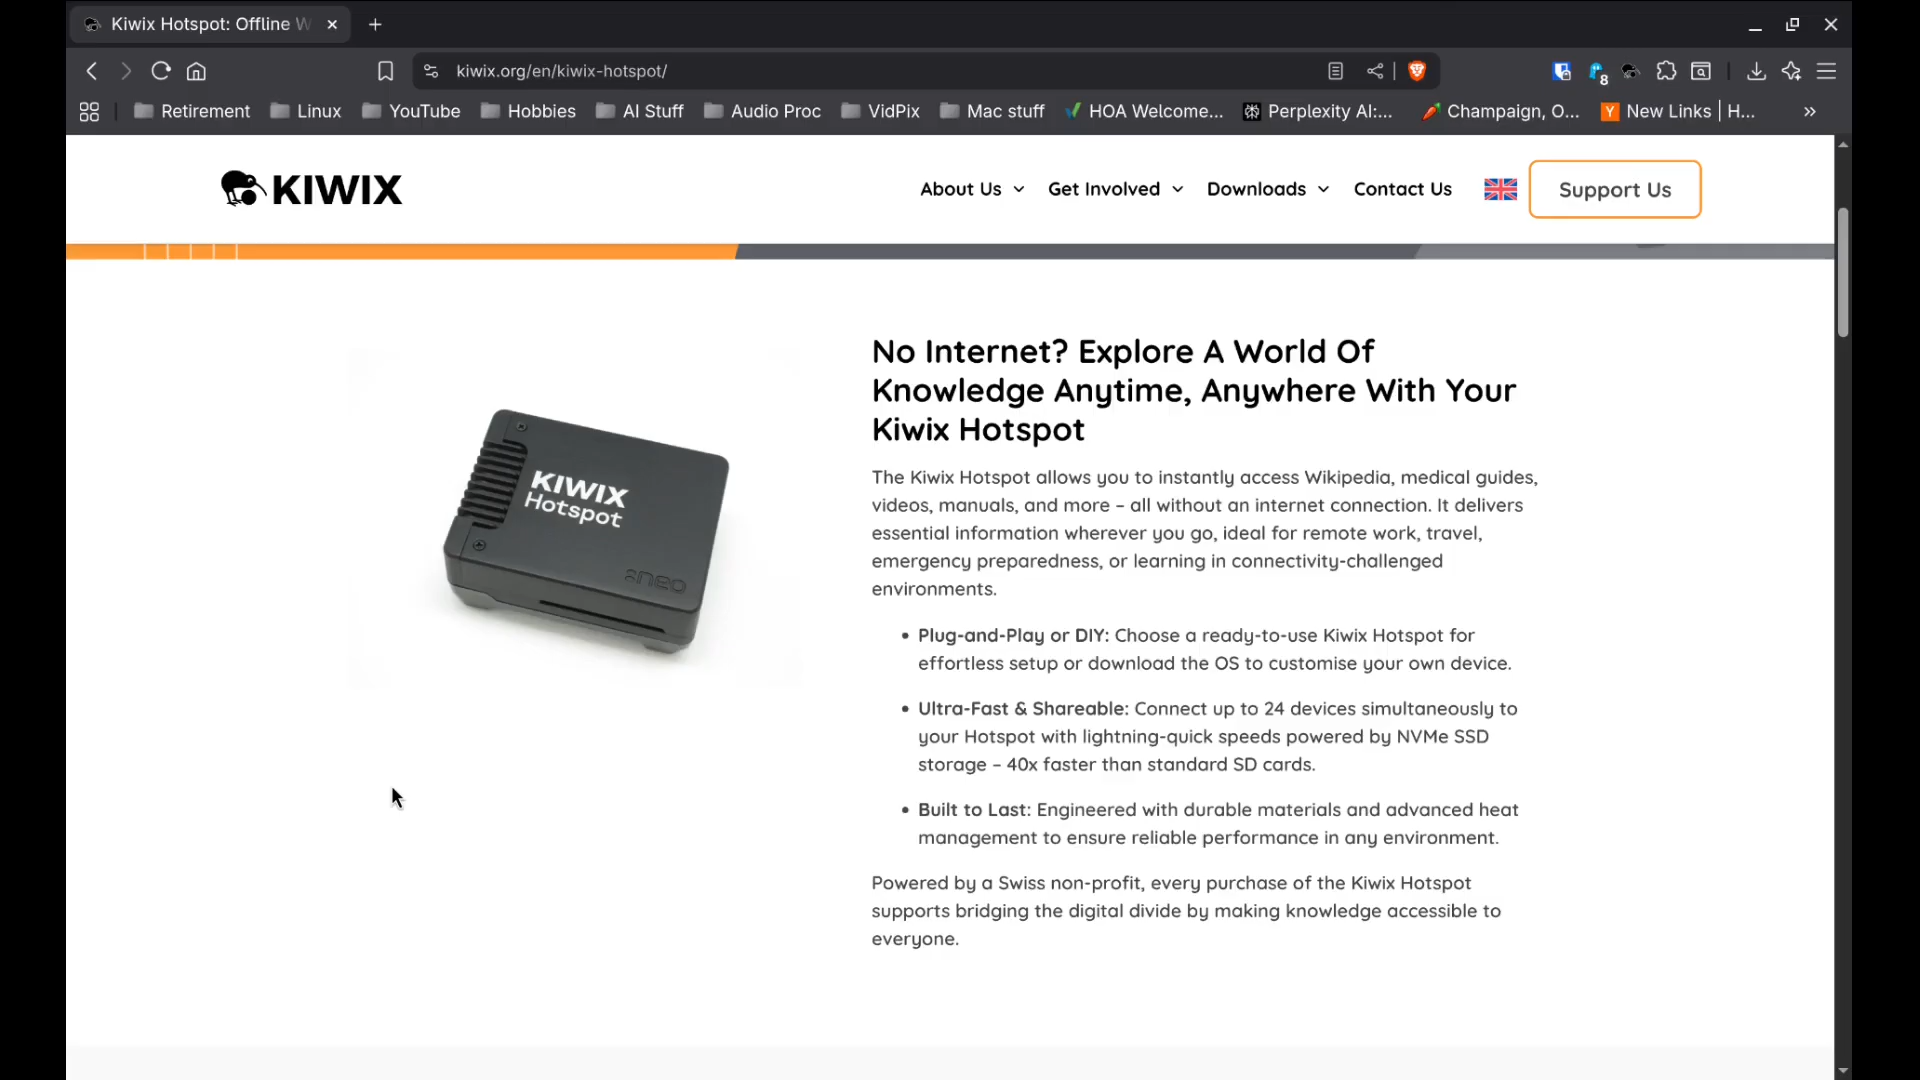 Kiwix Hotspot: Offline W
kiwix.org/en/kiwix-hotspot/
8
Retirement Linux YouTube Hobbies AI Stuff Audio Proc VidPix Mac stuff HOA Welcome... Perplexity AI:... Champaign, O... New Links | H...
KIWIX About Us Get Involved Downloads Contact Us Support Us
No Internet? Explore A World Of
Knowledge Anytime, Anywhere With Your
Kiwix Hotspot
KIWIX
Hotspot
:neo
The Kiwix Hotspot allows you to instantly access Wikipedia, medical guides,
videos, manuals, and more – all without an internet connection. It delivers
essential information wherever you go, ideal for remote work, travel,
emergency preparedness, or learning in connectivity-challenged
environments.
• Plug-and-Play or DIY: Choose a ready-to-use Kiwix Hotspot for
effortless setup or download the OS to customise your own device.
• Ultra-Fast & Shareable: Connect up to 24 devices simultaneously to
your Hotspot with lightning-quick speeds powered by NVMe SSD
storage – 40x faster than standard SD cards.
• Built to Last: Engineered with durable materials and advanced heat
management to ensure reliable performance in any environment.
Powered by a Swiss non-profit, every purchase of the Kiwix Hotspot
supports bridging the digital divide by making knowledge accessible to
everyone.